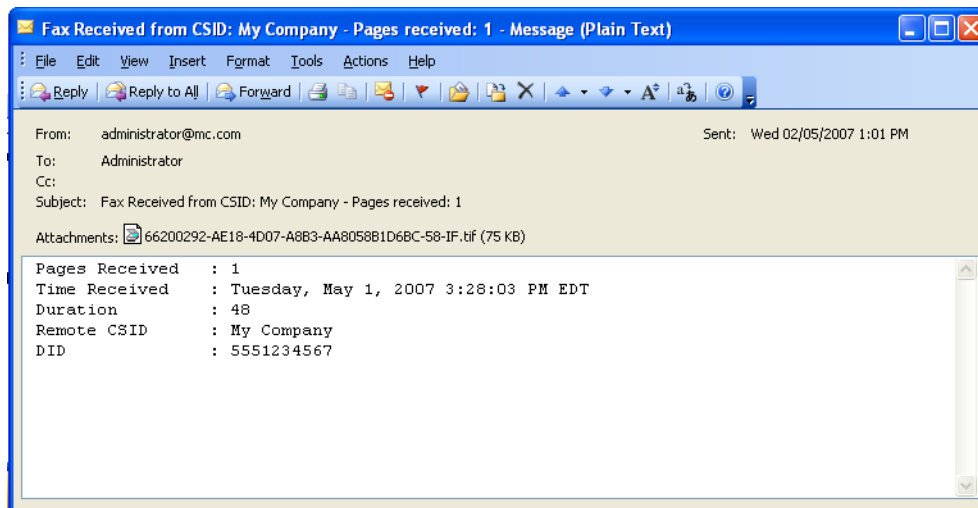 Fax Received from CSID: My Company - Pages received: 1 - Message (Plain Text)
File Edit View Insert Format Tools Actions Help
Reply Reply to All Forward
From: administrator@mc.com Sent: Wed 02/05/2007 1:01 PM
To: Administrator
Cc:
Subject: Fax Received from CSID: My Company - Pages received: 1
Attachments: 66200292-AE18-4D07-A8B3-AA8058B1D6BC-58-IF.tif (75 KB)
Pages Received : 1
Time Received : Tuesday, May 1, 2007 3:28:03 PM EDT
Duration : 48
Remote CSID : My Company
DID : 5551234567